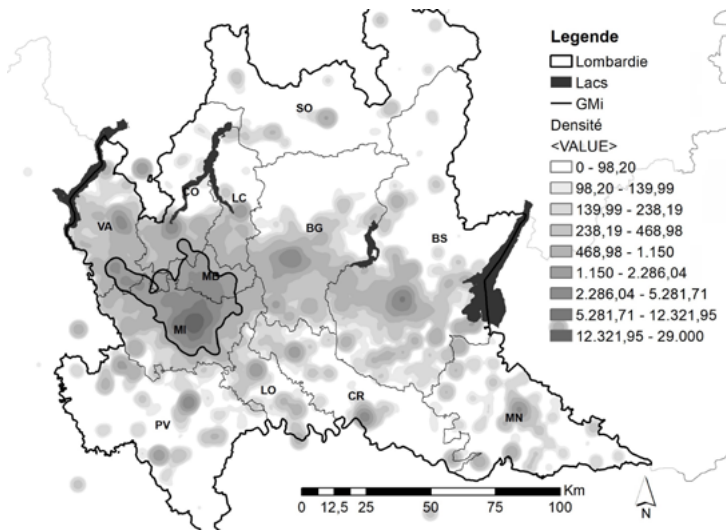 Legende
Lombardie
Lacs
GMi
Densité
<VALUE>
0 - 98,20
98,20 - 139,99
139,99 - 238,19
238,19 - 468,98
468,98 - 1.150
1.150 - 2.286,04
2.286,04 - 5.281,71
5.281,71 - 12.321,95
12.321,95 - 29.000
SO
CO
LC
VA
BG
BS
MB
MI
LO
CR
PV
MN
Km
0 12,5 25 50 75 100
N